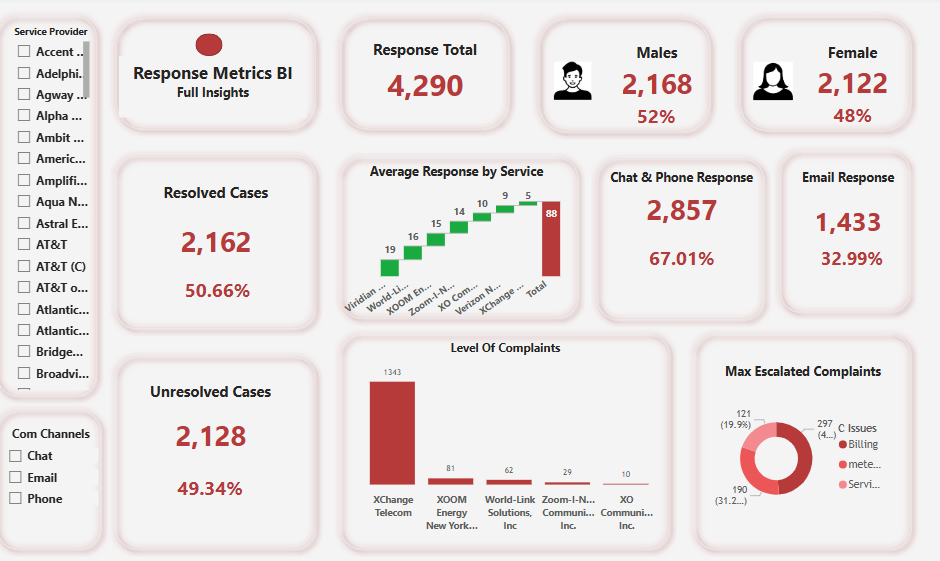 Service Provider
Accent ..
Adelphi.
Agway ...
Alpha ...
Ambit ...
Americ...
Amplifi...
Aqua N...
Astral E...
AT&T
AT&T (C)
AT&T o...
Atlantic...
Atlantic...
Bridge...
Broadvi...
Com Channels
Chat
Email
Phone
Response Metrics BI
Full Insights
Response Total
4,290
Males
2,168
52%
Female
2,122
48%
Resolved Cases
2,162
50.66%
Average Response by Service
19
16
15
14
10
9
5
88
Viridian ...
World-Li...
XOOM En...
Zoom-I-N...
XO Com...
Verizon N...
XChange ...
Total
Chat & Phone Response
2,857
67.01%
Email Response
1,433
32.99%
Unresolved Cases
2,128
49.34%
Level Of Complaints
1343
81
62
29
10
XChange
Telecom
XOOM
Energy
New York...
World-Link
Solutions,
Inc
Zoom-I-N...
Communi...
Inc.
XO
Communi...
Inc.
Max Escalated Complaints
121
(19.9%)
297
(4...)
190
(31.2...)
C Issues
Billing
mete...
Servi...